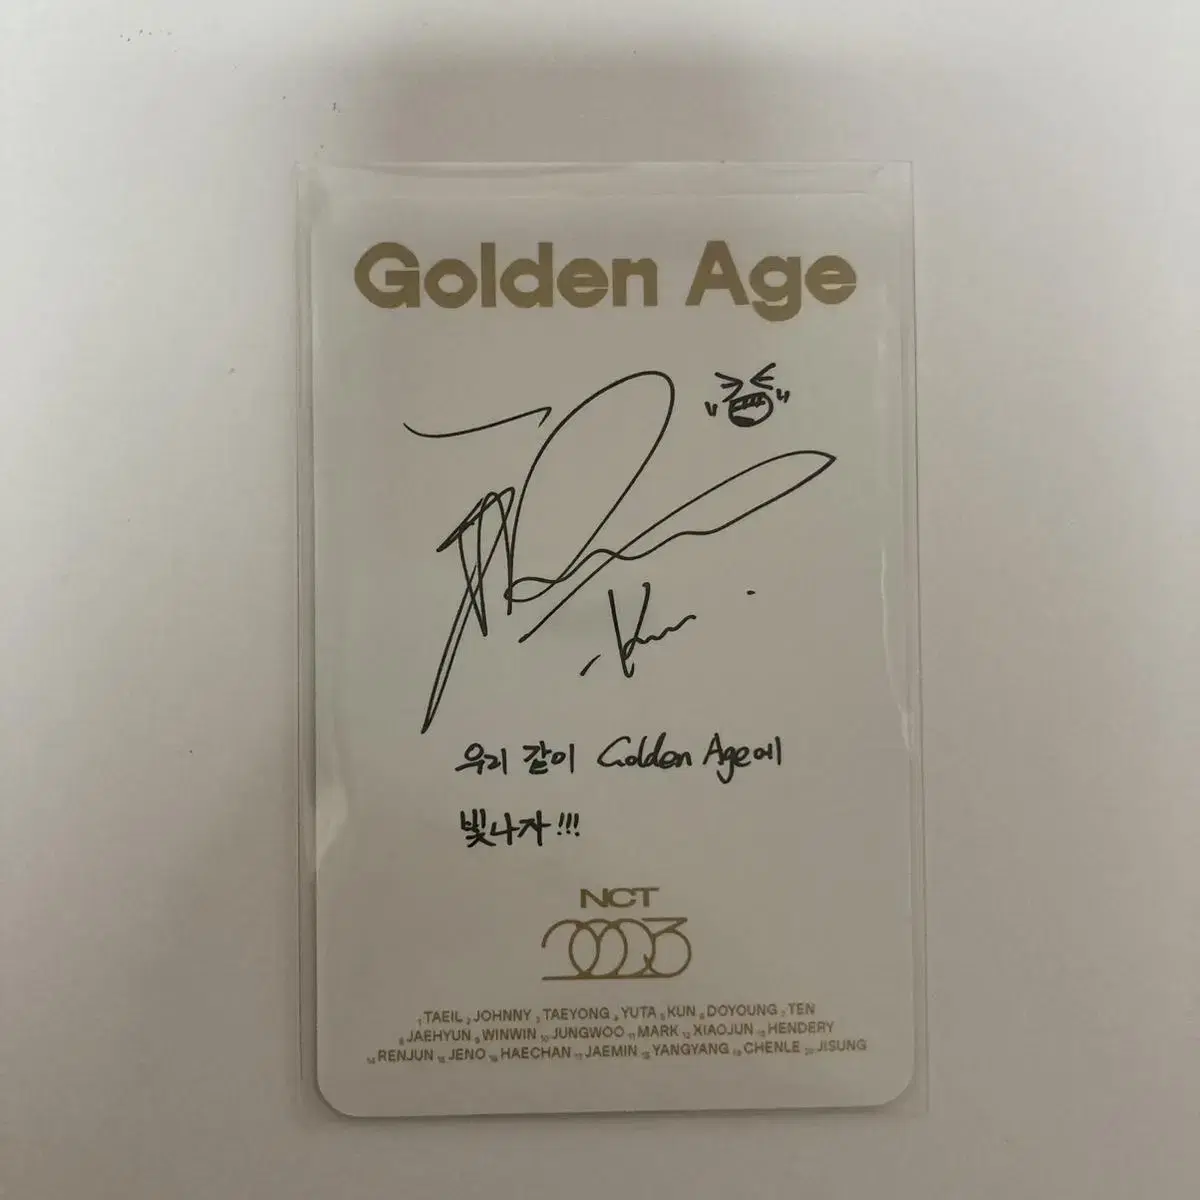 Golden Age
Kun
우리 같이 Golden Age에
빛나자!!!
NCT
2023
1 TAEIL 2 JOHNNY 3 TAEYONG 4 YUTA 5 KUN 6 DOYOUNG 7 TEN
8 JAEHYUN 9 WINWIN 10 JUNGWOO 11 MARK 12 XIAOJUN 13 HENDERY
14 RENJUN 15 JENO 16 HAECHAN 17 JAEMIN 18 YANGYANG 19 CHENLE 20 JISUNG